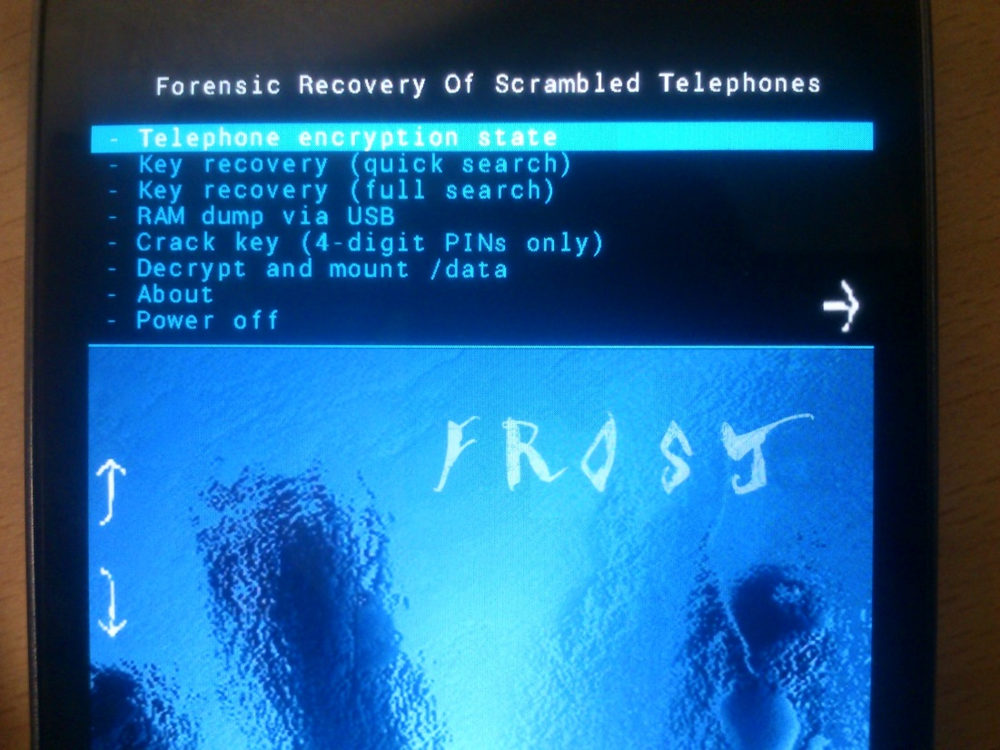 Forensic Recovery Of Scrambled Telephones
- Telephone encryption state
- Key recovery (quick search)
- Key recovery (full search)
- RAM dump via USB
- Crack key (4-digit PINs only)
- Decrypt and mount /data
- About
- Power off
FROST